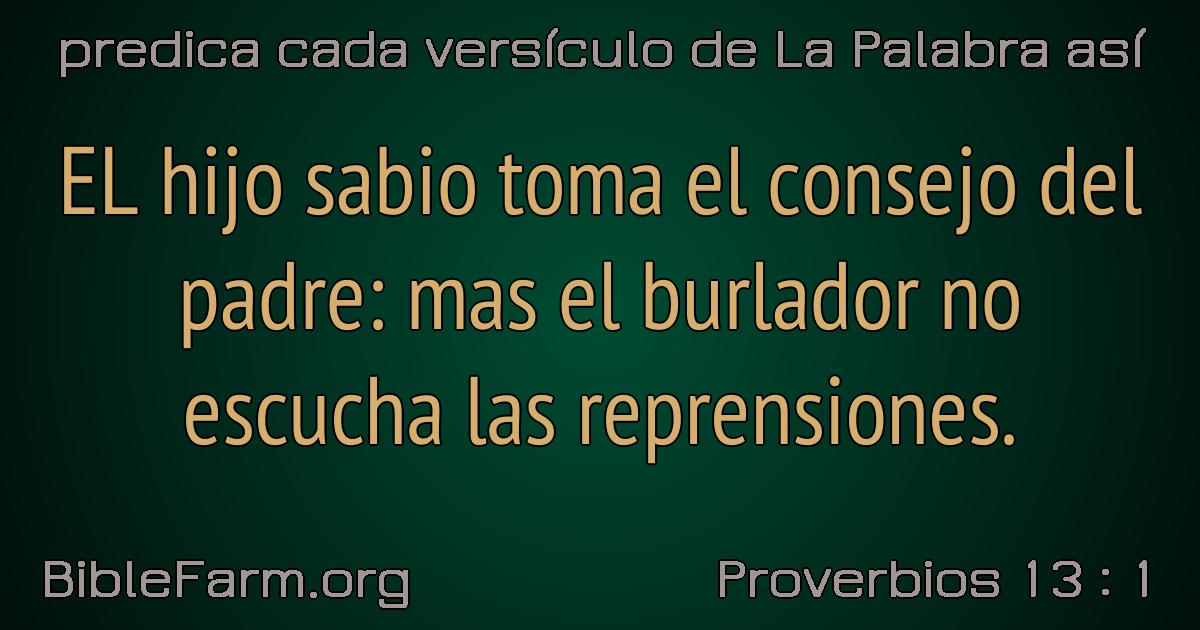 predica cada versículo de La Palabra así
EL hijo sabio toma el consejo del
padre: mas el burlador no
escucha las reprensiones.
BibleFarm.org
Proverbios 13 : 1